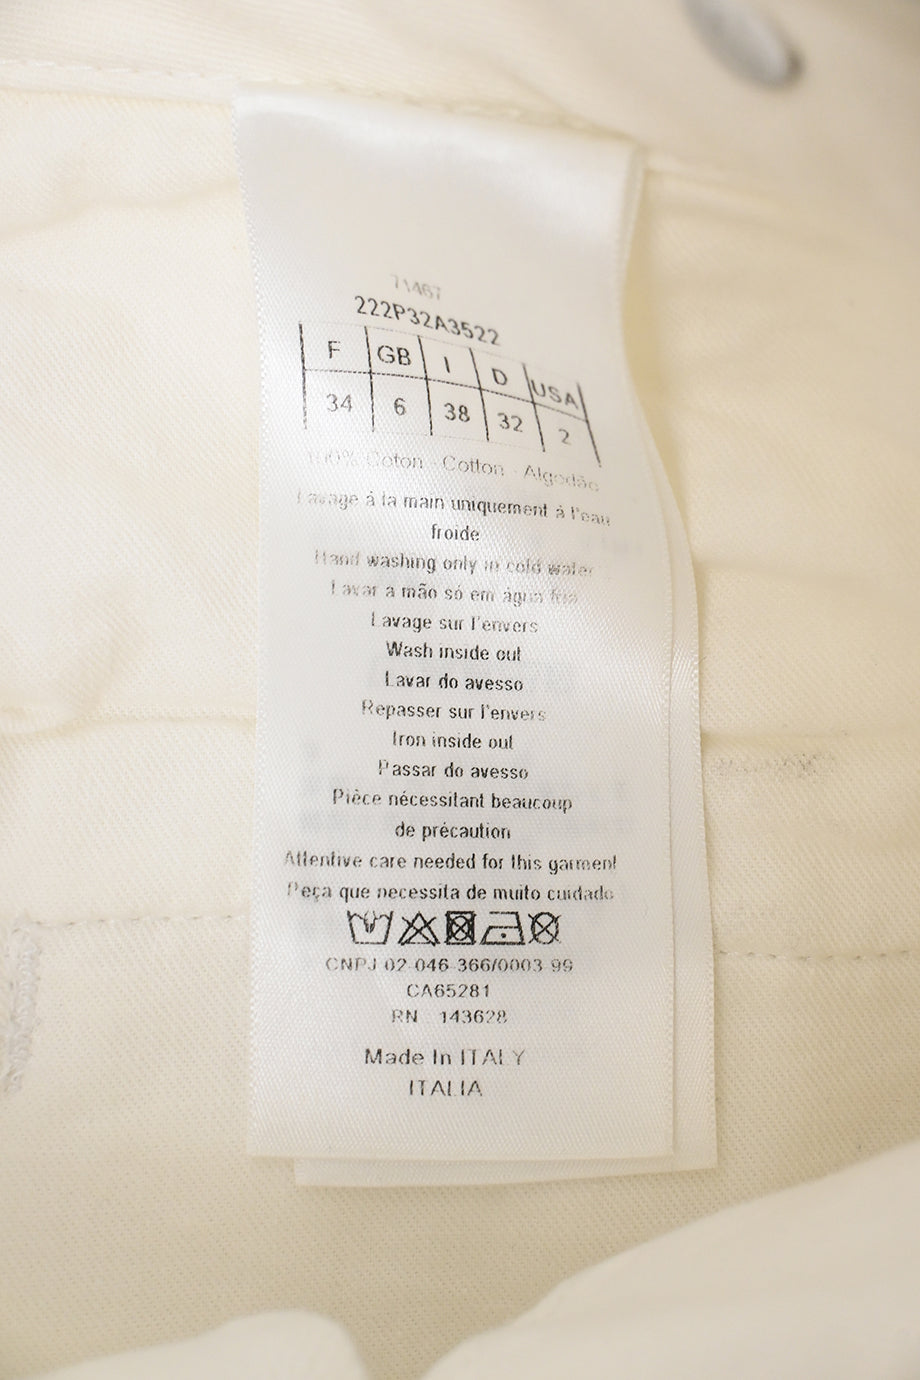 71467
222P32A3522
F GB I D USA
34 6 38 32 2
100% Coton - Cotton - Algodão
Lavage à la main uniquement à l'eau
froide
Hand washing only in cold water
Lavar a mão só em água fria
Lavage sur l'envers
Wash inside out
Lavar do avesso
Repasser sur l'envers
Iron inside out
Passar do avesso
Pièce nécessitant beaucoup
de précaution
Attentive care needed for this garment
Peça que necessita de muito cuidado
CNPJ 02-046-366/0003-99
CA65281
RN 143628
Made In ITALY
ITALIA